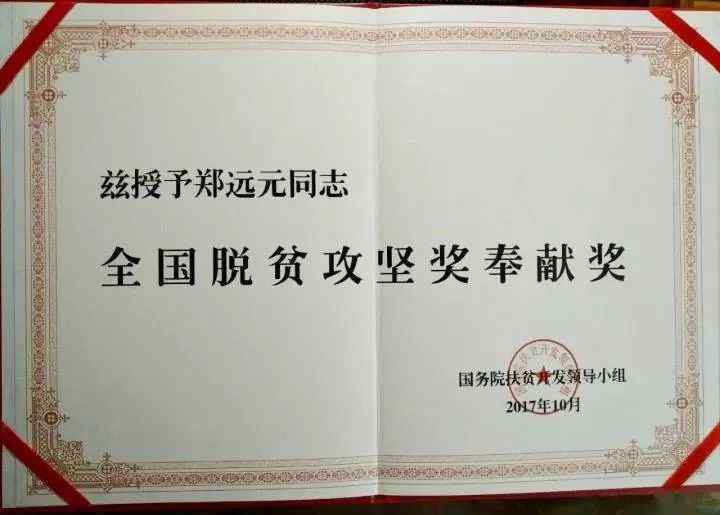 兹授予郑远元同志
全国脱贫攻坚奖奉献奖
国务院扶贫开发领导小组
2017年10月